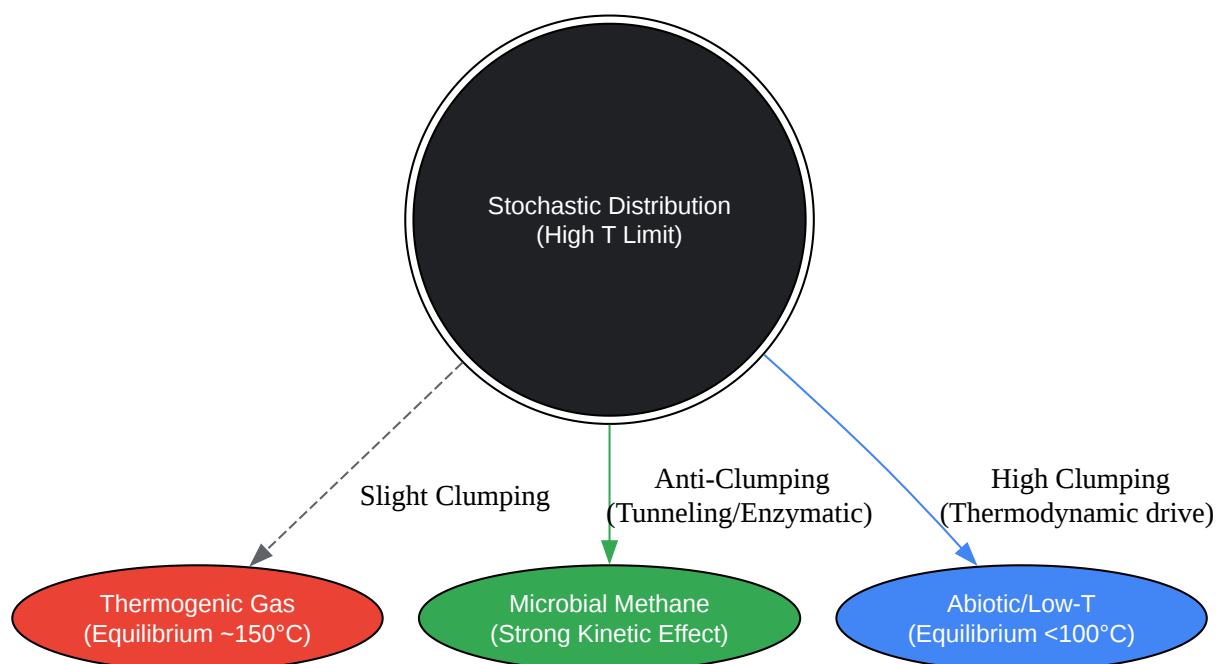 Stochastic Distribution
(High T Limit)
Slight Clumping
Anti-Clumping
(Tunneling/Enzymatic)
High Clumping
(Thermodynamic drive)
Thermogenic Gas
(Equilibrium ~150°C)
Microbial Methane
(Strong Kinetic Effect)
Abiotic/Low-T
(Equilibrium <100°C)